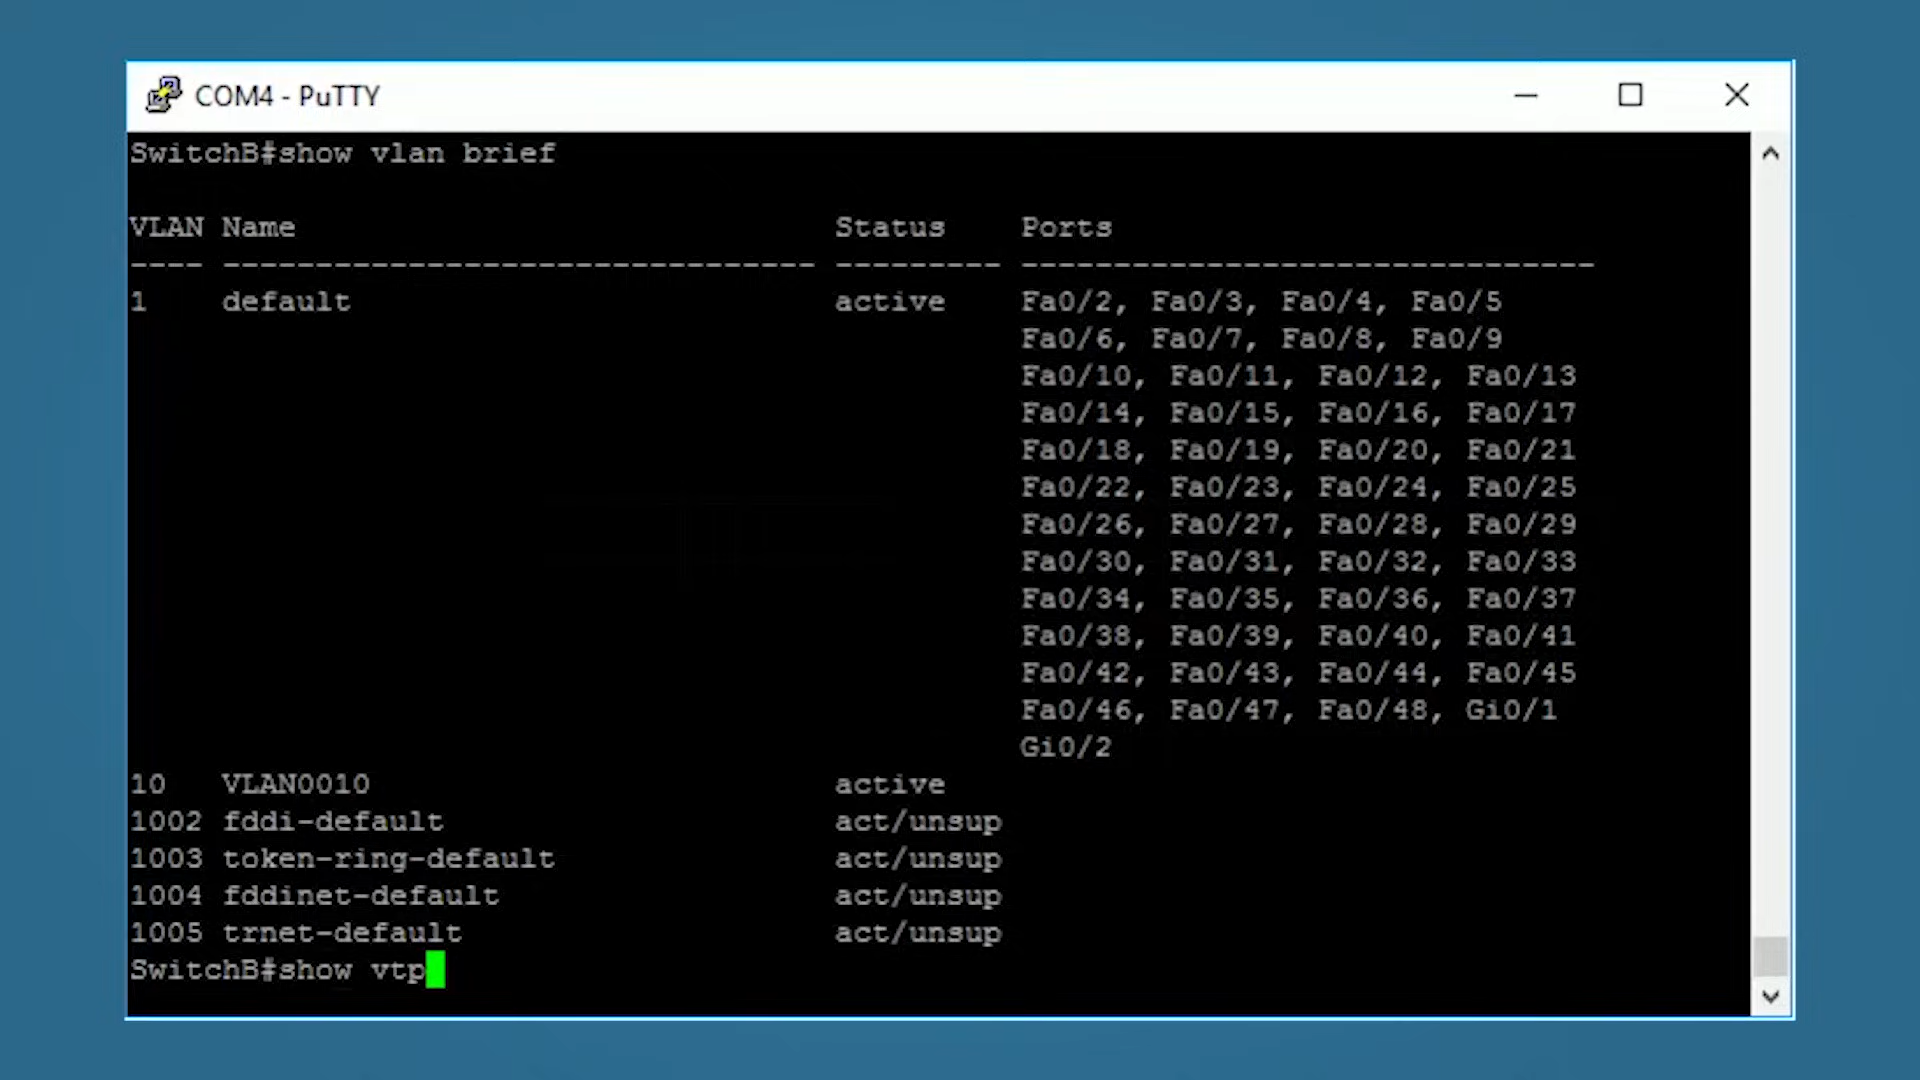 COM4 - PuTTY
SwitchB#show vlan brief
VLAN Name                             Status    Ports
---- -------------------------------- --------- -------------------------------
1    default                          active    Fa0/2, Fa0/3, Fa0/4, Fa0/5
                                                Fa0/6, Fa0/7, Fa0/8, Fa0/9
                                                Fa0/10, Fa0/11, Fa0/12, Fa0/13
                                                Fa0/14, Fa0/15, Fa0/16, Fa0/17
                                                Fa0/18, Fa0/19, Fa0/20, Fa0/21
                                                Fa0/22, Fa0/23, Fa0/24, Fa0/25
                                                Fa0/26, Fa0/27, Fa0/28, Fa0/29
                                                Fa0/30, Fa0/31, Fa0/32, Fa0/33
                                                Fa0/34, Fa0/35, Fa0/36, Fa0/37
                                                Fa0/38, Fa0/39, Fa0/40, Fa0/41
                                                Fa0/42, Fa0/43, Fa0/44, Fa0/45
                                                Fa0/46, Fa0/47, Fa0/48, Gi0/1
                                                Gi0/2
10   VLAN0010                         active
1002 fddi-default                     act/unsup
1003 token-ring-default               act/unsup
1004 fddinet-default                  act/unsup
1005 trnet-default                    act/unsup
SwitchB#show vtp